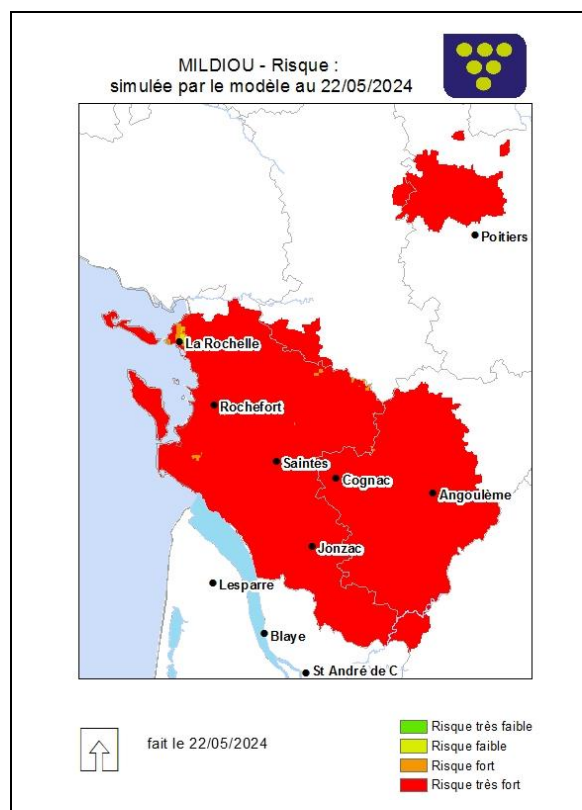 MILDIOU - Risque :
simulée par le modèle au 22/05/2024
Poitiers
La Rochelle
Rochefort
Saintes
Cognac
Angoulême
Jonzac
Lesparre
Blaye
St André de C
fait le 22/05/2024
Risque très faible
Risque faible
Risque fort
Risque très fort